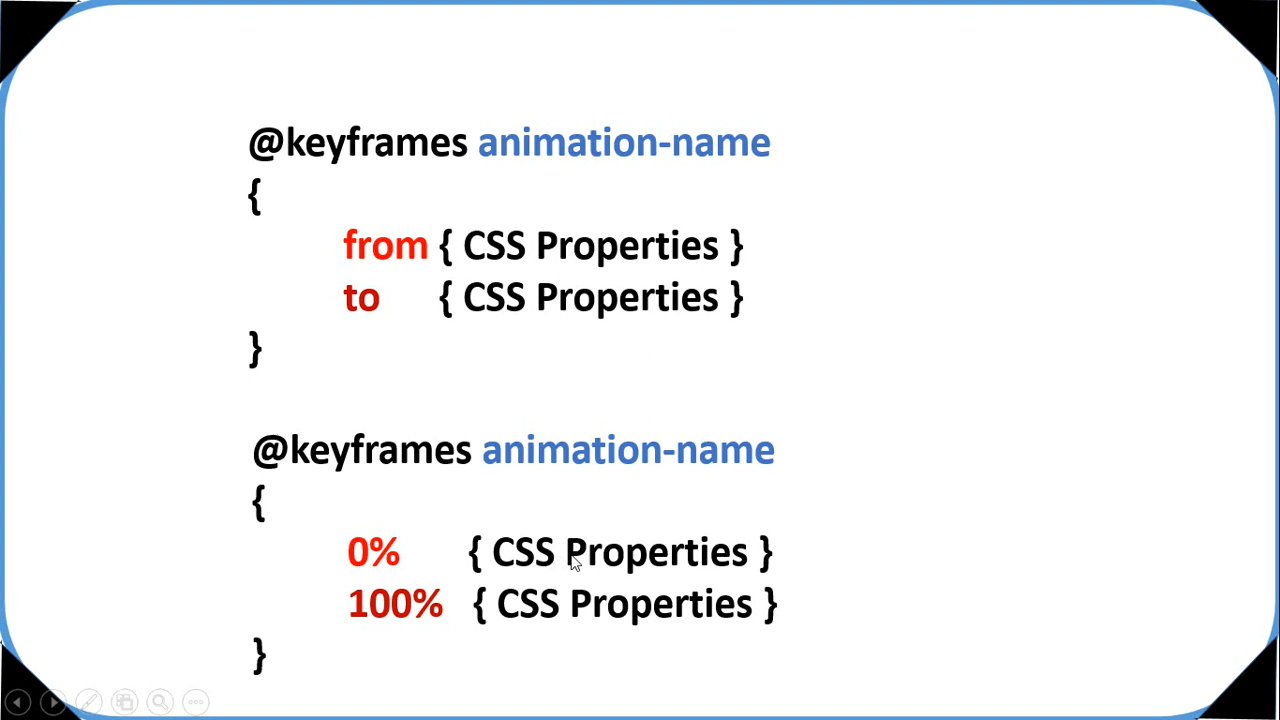 @keyframes animation-name
{
from { CSS Properties }
to { CSS Properties }
}
@keyframes animation-name
{
0% { CSS Properties }
100% { CSS Properties }
}